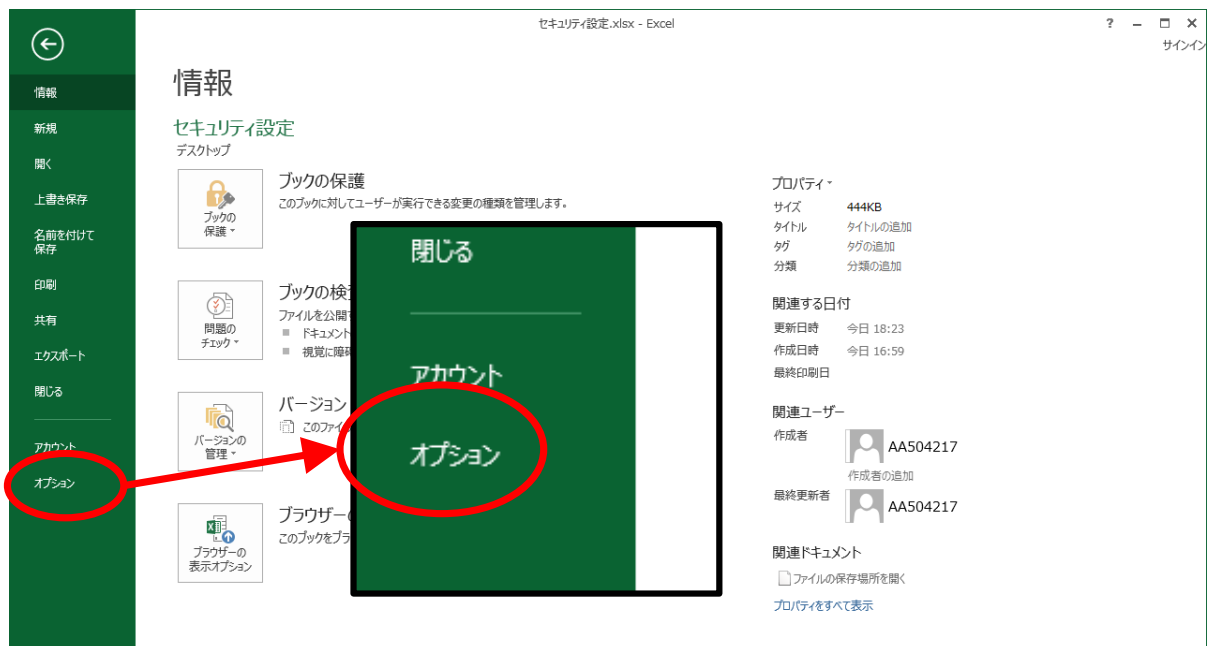 セキュリティ設定.xlsx - Excel
?
サインイン
情報
新規
開く
上書き保存
名前を付けて
保存
印刷
共有
エクスポート
閉じる
アカウント
オプション
情報
セキュリティ設定
デスクトップ
ブックの
保護
ブックの保護
このブックに対してユーザーが実行できる変更の種類を管理します。
問題の
チェック
ブックの検
ファイルを公開
ドキュメント
視覚に障
バージョンの
管理
バージョン
このファイ
ブラウザーの
表示オプション
ブラウザー
このブックをブラ
閉じる
アカウント
オプション
プロパティ
サイズ 444KB
タイトル タイトルの追加
タグ タグの追加
分類 分類の追加
関連する日付
更新日時 今日 18:23
作成日時 今日 16:59
最終印刷日
関連ユーザー
作成者 AA504217
作成者の追加
最終更新者 AA504217
関連ドキュメント
ファイルの保存場所を開く
プロパティをすべて表示